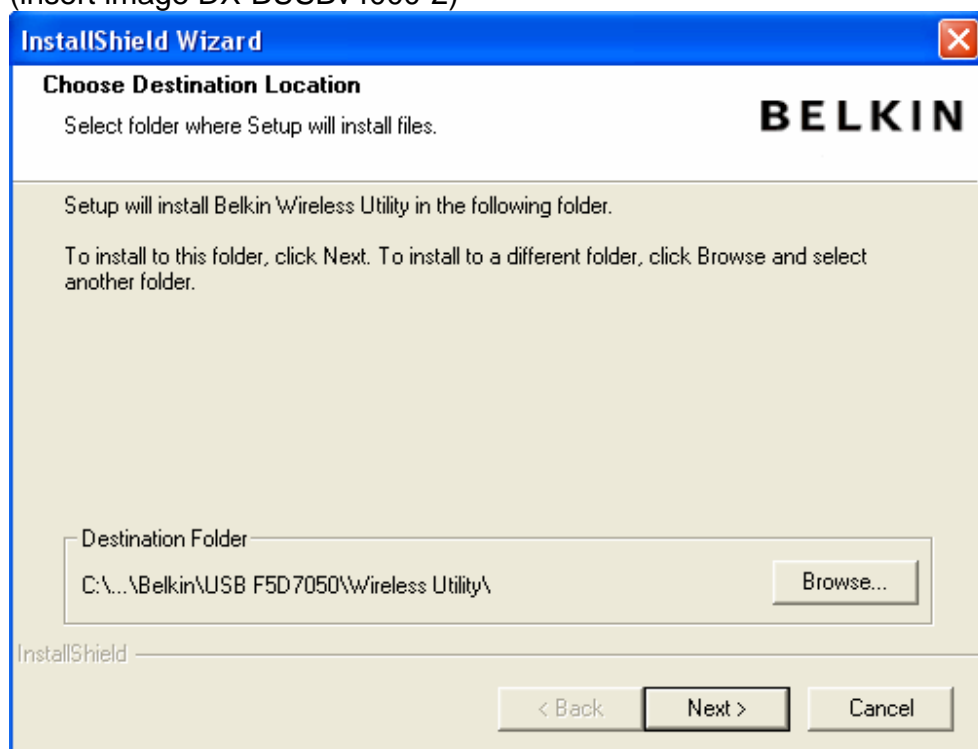 InstallShield Wizard
Choose Destination Location
Select folder where Setup will install files.
BELKIN
Setup will install Belkin Wireless Utility in the following folder.
To install to this folder, click Next. To install to a different folder, click Browse and select
another folder.
Destination Folder
C:\...\Belkin\USB F5D7050\Wireless Utility\
Browse...
InstallShield
< Back
Next >
Cancel